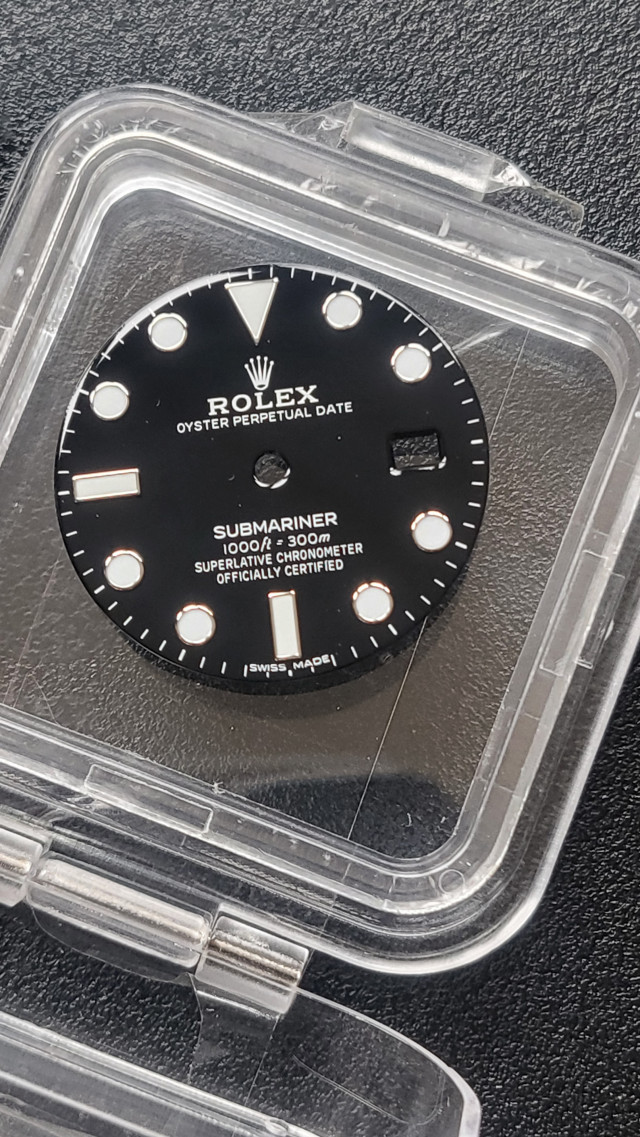 ROLEX
OYSTER PERPETUAL DATE
SUBMARINER
1000ft = 300m
SUPERLATIVE CHRONOMETER
OFFICIALLY CERTIFIED
SWISS MADE